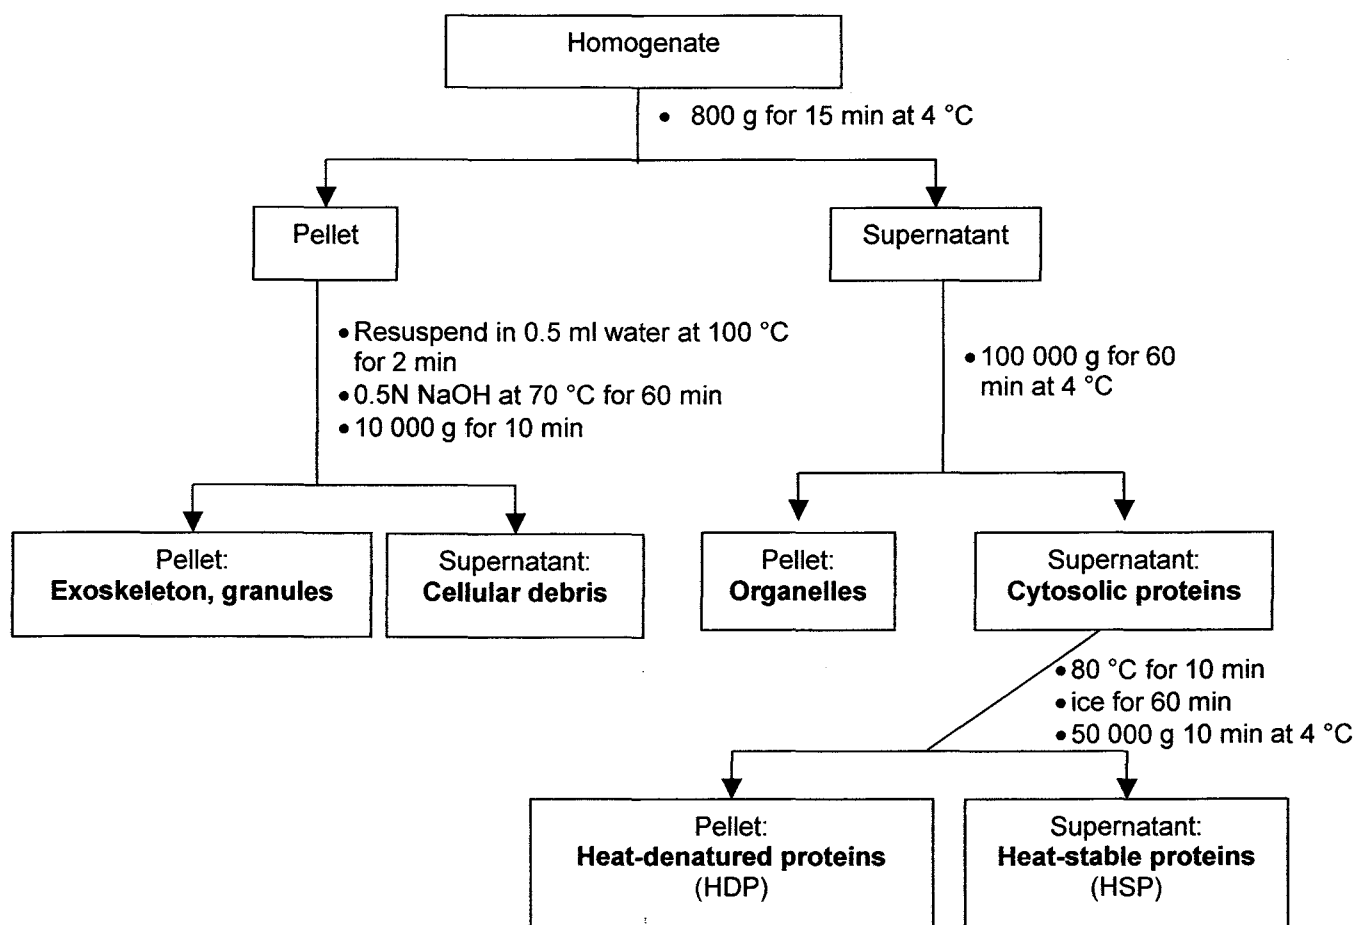 Homogenate
• 800 g for 15 min at 4 °C
Pellet
Supernatant
• Resuspend in 0.5 ml water at 100 °C
for 2 min
• 0.5N NaOH at 70 °C for 60 min
• 10 000 g for 10 min
• 100 000 g for 60
min at 4 °C
Pellet:
Exoskeleton, granules
Supernatant:
Cellular debris
Pellet:
Organelles
Supernatant:
Cytosolic proteins
• 80 °C for 10 min
• ice for 60 min
• 50 000 g 10 min at 4 °C
Pellet:
Heat-denatured proteins
(HDP)
Supernatant:
Heat-stable proteins
(HSP)